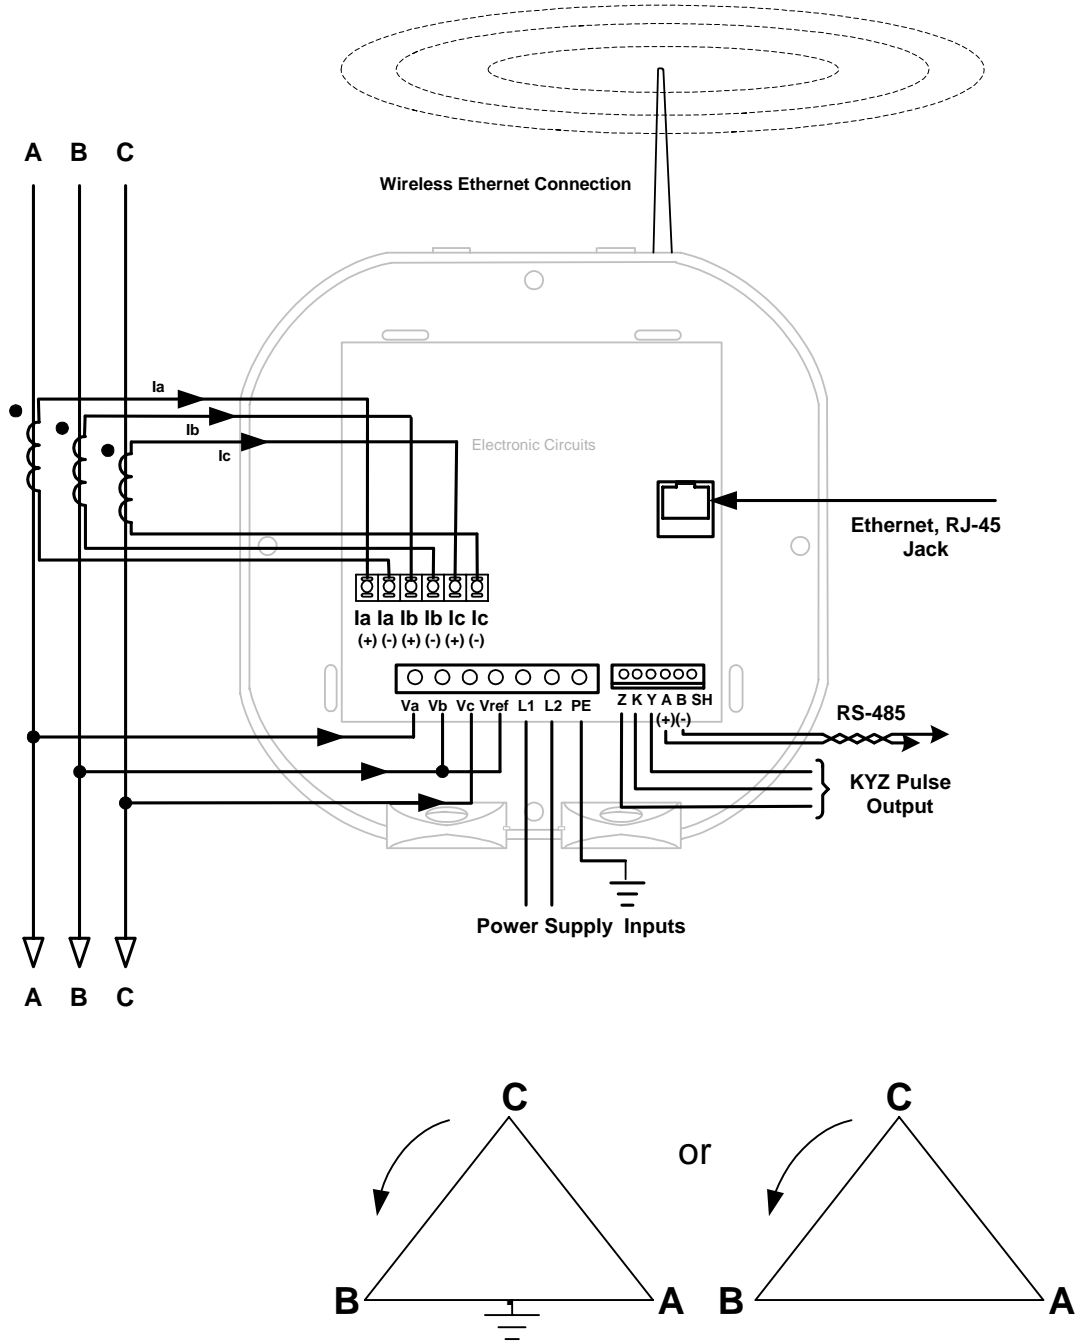 A B C
Wireless Ethernet Connection
Ia
Ib
Ic
Electronic Circuits
Ethernet, RJ-45
Jack
Ia Ia Ib Ib Ic Ic
(+) (-) (+) (-) (+) (-)
Z K Y A B SH
(+)(-)
Va Vb Vc Vref L1 L2 PE
RS-485
KYZ Pulse
Output
Power Supply Inputs
A B C
C
B
A
or
C
B
A